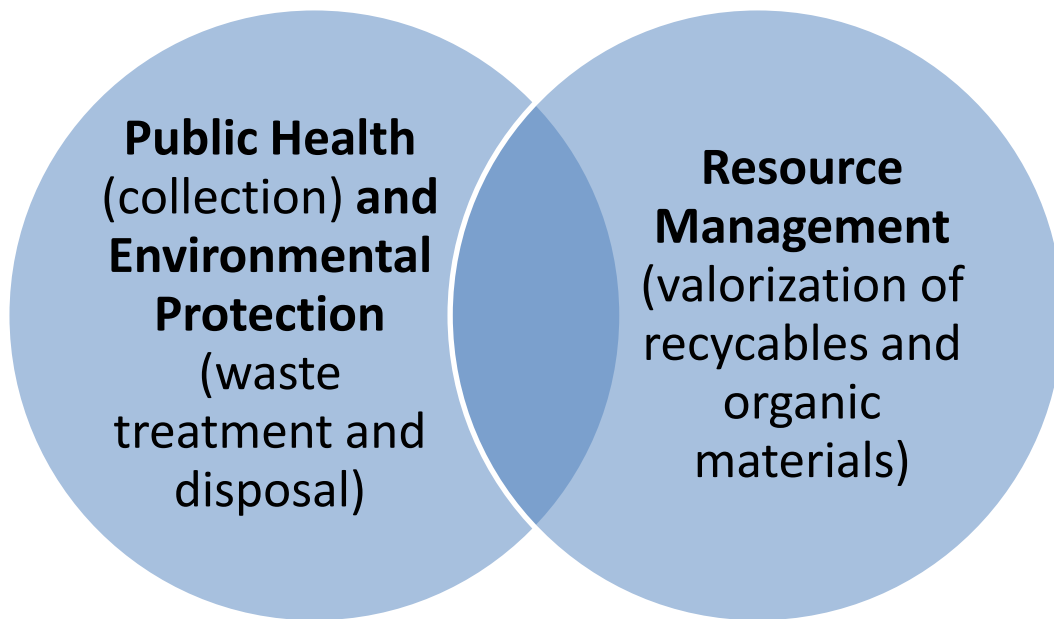 Public Health
(collection) and
Environmental
Protection
(waste
treatment and
disposal)
Resource
Management
(valorization of
recycables and
organic
materials)